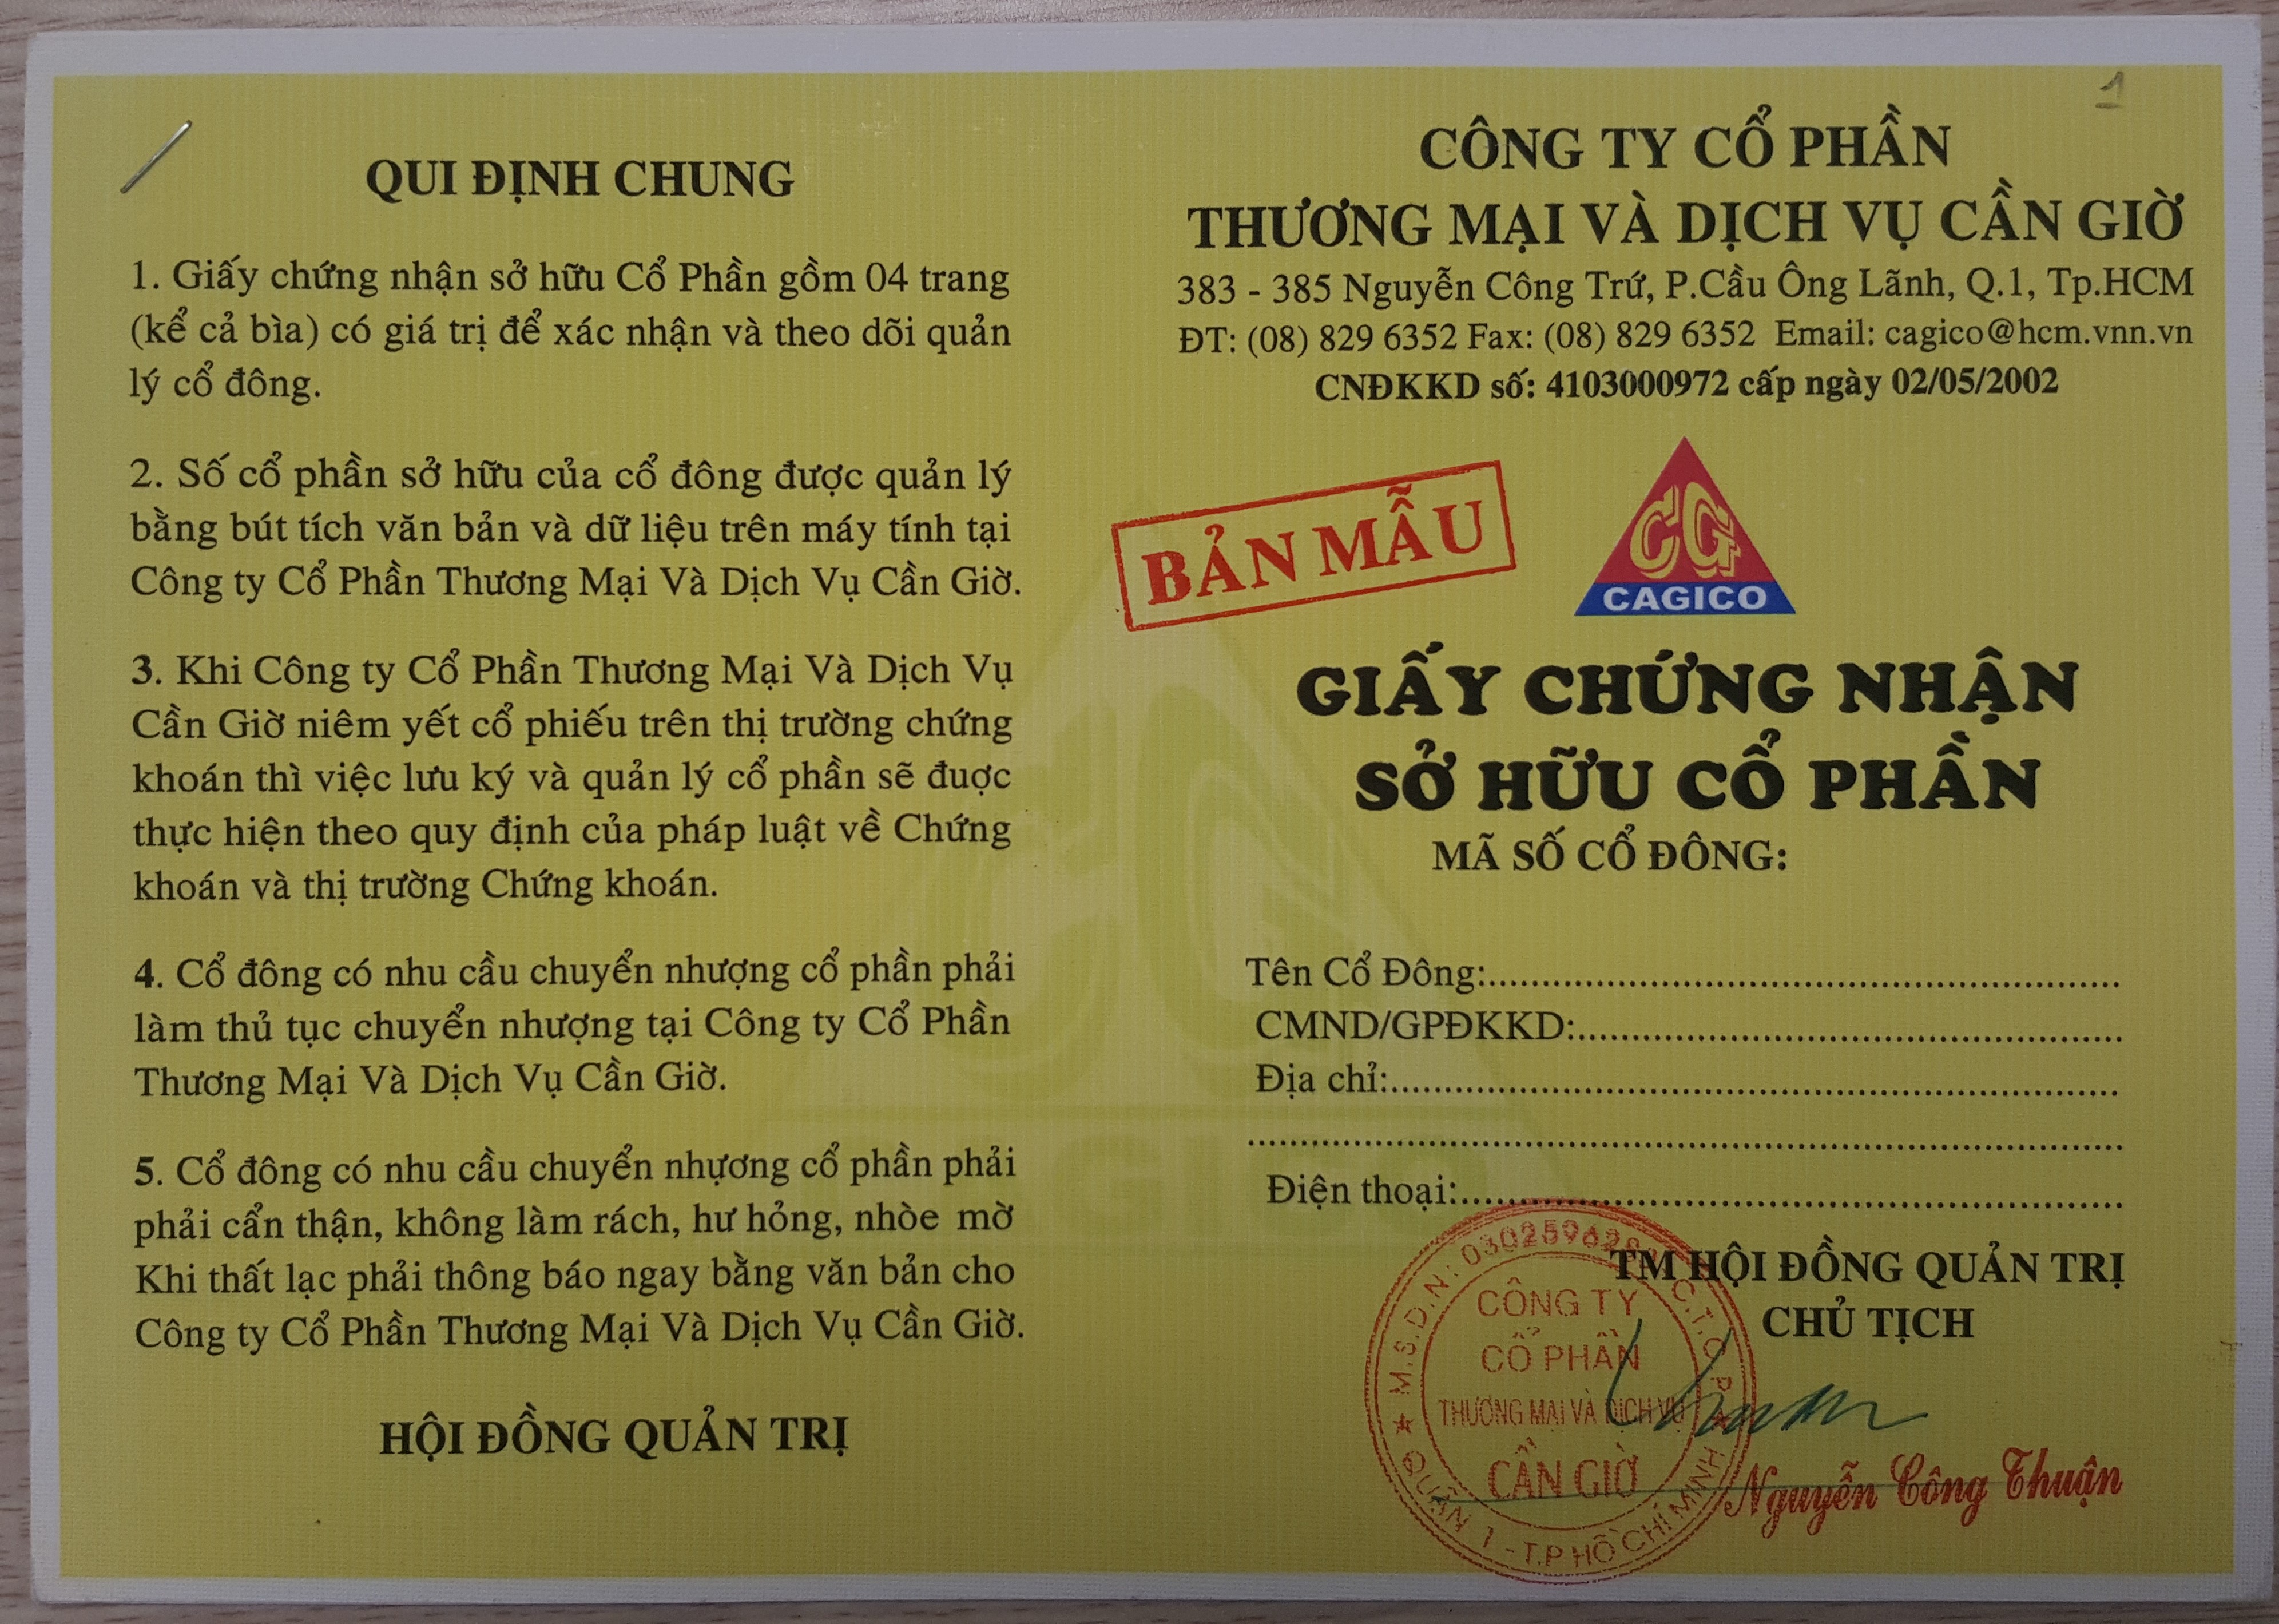 QUI ĐỊNH CHUNG
1. Giấy chứng nhận sở hữu Cổ Phần gồm 04 trang
(kể cả bìa) có giá trị để xác nhận và theo dõi quản
lý cổ đông.
2. Số cổ phần sở hữu của cổ đông được quản lý
bằng bút tích văn bản và dữ liệu trên máy tính tại
Công ty Cổ Phần Thương Mại Và Dịch Vụ Cần Giờ.
3. Khi Công ty Cổ Phần Thương Mại Và Dịch Vụ
Cần Giờ niêm yết cổ phiếu trên thị trường chứng
khoán thì việc lưu ký và quản lý cổ phần sẽ đuợc
thực hiện theo quy định của pháp luật về Chứng
khoán và thị trường Chứng khoán.
4. Cổ đông có nhu cầu chuyển nhượng cổ phần phải
làm thủ tục chuyển nhượng tại Công ty Cổ Phần
Thương Mại Và Dịch Vụ Cần Giờ.
5. Cổ đông có nhu cầu chuyển nhựơng cổ phần phải
phải cẩn thận, không làm rách, hư hỏng, nhòe mờ
Khi thất lạc phải thông báo ngay bằng văn bản cho
Công ty Cổ Phần Thương Mại Và Dịch Vụ Cần Giờ.
HỘI ĐỒNG QUẢN TRỊ
1
CÔNG TY CỔ PHẦN
THƯƠNG MẠI VÀ DỊCH VỤ CẦN GIỜ
383 - 385 Nguyễn Công Trứ, P.Cầu Ông Lãnh, Q.1, Tp.HCM
ĐT: (08) 829 6352 Fax: (08) 829 6352 Email: cagico@hcm.vnn.vn
CNĐKKD số: 4103000972 cấp ngày 02/05/2002
BẢN MẪU
CG
CAGICO
GIẤY CHỨNG NHẬN
SỞ HỮU CỔ PHẦN
MÃ SỐ CỔ ĐÔNG:
Tên Cổ Đông:
CMND/GPĐKKD:
Địa chỉ:
Điện thoại:
TM HỘI ĐỒNG QUẢN TRỊ
CHỦ TỊCH
M.S.D.N: C.T.C.P
CÔNG TY
CỔ PHẦN
THƯƠNG MẠI VÀ DỊCH VỤ
CẦN GIỜ
QUẬN 1 - T.P HỒ CHÍ MINH
Nguyễn Công Thuận